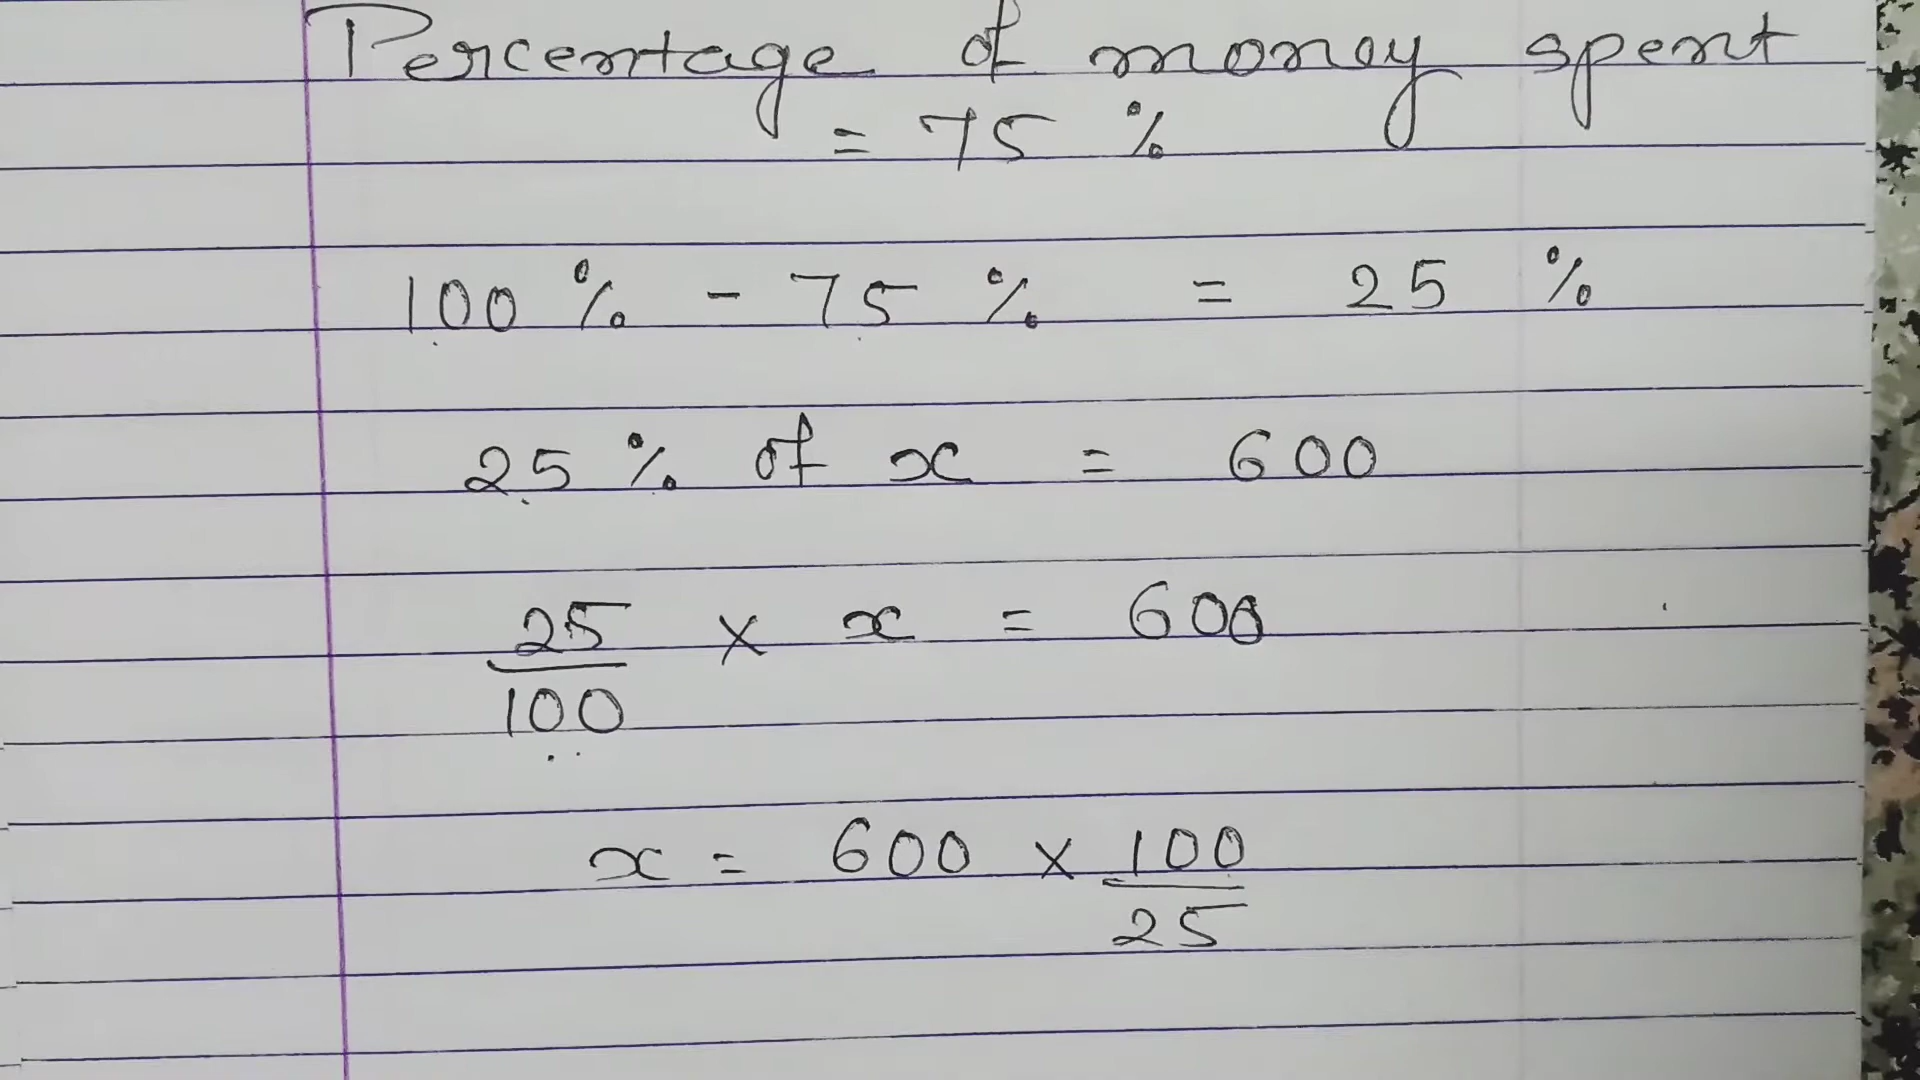 Percentage of money spent
= 75 %
100 % - 75 % = 25 %
25 % of x = 600
25/100 × x = 600
x = 600 × 100/25